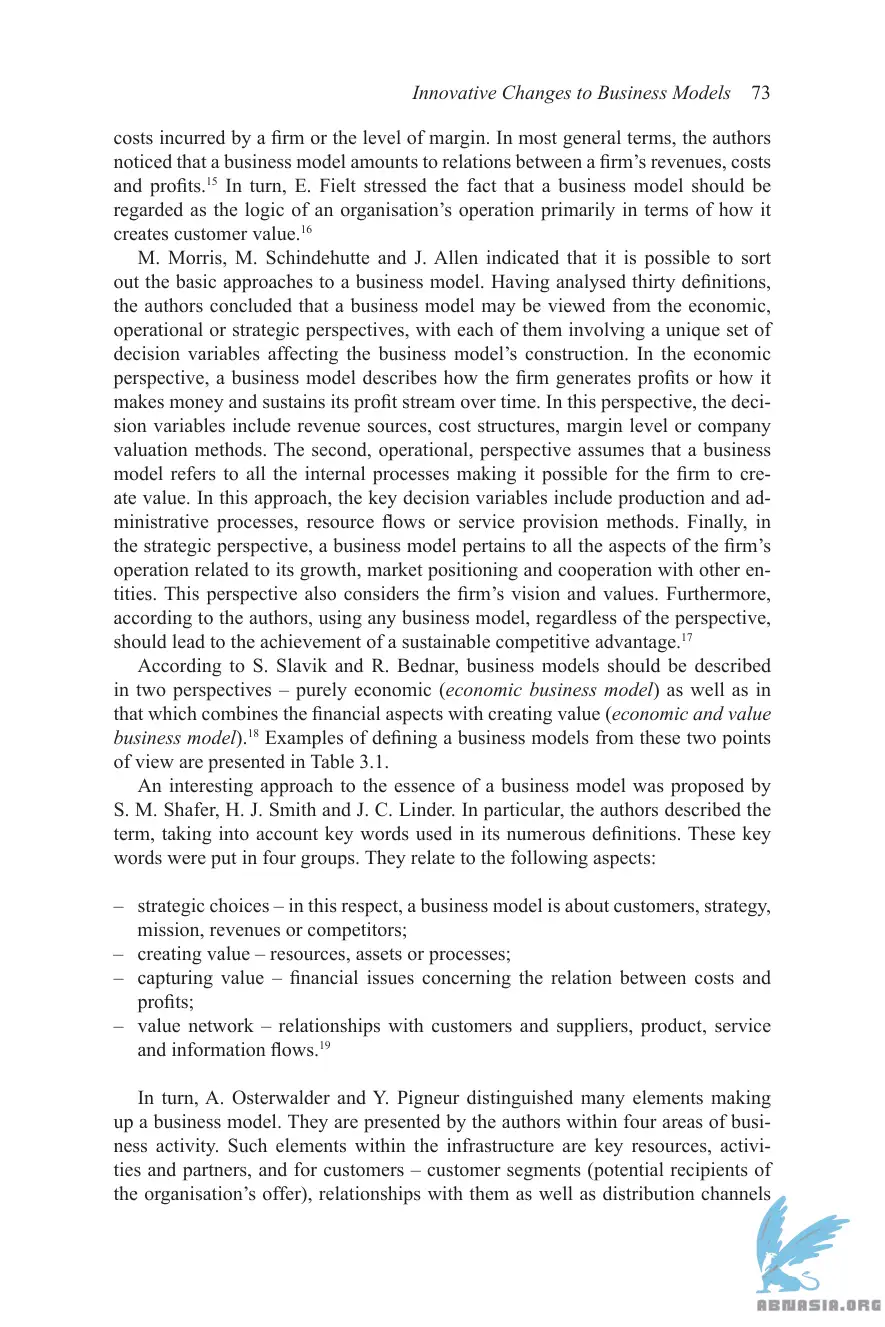 Innovative Changes to Business Models 73
costs incurred by a firm or the level of margin. In most general terms, the authors
noticed that a business model amounts to relations between a firm’s revenues, costs
and profits.15 In turn, E. Fielt stressed the fact that a business model should be
regarded as the logic of an organisation’s operation primarily in terms of how it
creates customer value.16
M. Morris, M. Schindehutte and J. Allen indicated that it is possible to sort
out the basic approaches to a business model. Having analysed thirty definitions,
the authors concluded that a business model may be viewed from the economic,
operational or strategic perspectives, with each of them involving a unique set of
decision variables affecting the business model’s construction. In the economic
perspective, a business model describes how the firm generates profits or how it
makes money and sustains its profit stream over time. In this perspective, the deci-
sion variables include revenue sources, cost structures, margin level or company
valuation methods. The second, operational, perspective assumes that a business
model refers to all the internal processes making it possible for the firm to cre-
ate value. In this approach, the key decision variables include production and ad-
ministrative processes, resource flows or service provision methods. Finally, in
the strategic perspective, a business model pertains to all the aspects of the firm’s
operation related to its growth, market positioning and cooperation with other en-
tities. This perspective also considers the firm’s vision and values. Furthermore,
according to the authors, using any business model, regardless of the perspective,
should lead to the achievement of a sustainable competitive advantage.17
According to S. Slavik and R. Bednar, business models should be described
in two perspectives – purely economic (economic business model) as well as in
that which combines the financial aspects with creating value (economic and value
business model).18 Examples of defining a business models from these two points
of view are presented in Table 3.1.
An interesting approach to the essence of a business model was proposed by
S. M. Shafer, H. J. Smith and J. C. Linder. In particular, the authors described the
term, taking into account key words used in its numerous definitions. These key
words were put in four groups. They relate to the following aspects:
– strategic choices – in this respect, a business model is about customers, strategy,
mission, revenues or competitors;
– creating value – resources, assets or processes;
– capturing value – financial issues concerning the relation between costs and
profits;
– value network – relationships with customers and suppliers, product, service
and information flows.19
In turn, A. Osterwalder and Y. Pigneur distinguished many elements making
up a business model. They are presented by the authors within four areas of busi-
ness activity. Such elements within the infrastructure are key resources, activi-
ties and partners, and for customers – customer segments (potential recipients of
the organisation’s offer), relationships with them as well as distribution channels
ABNASIA.ORG